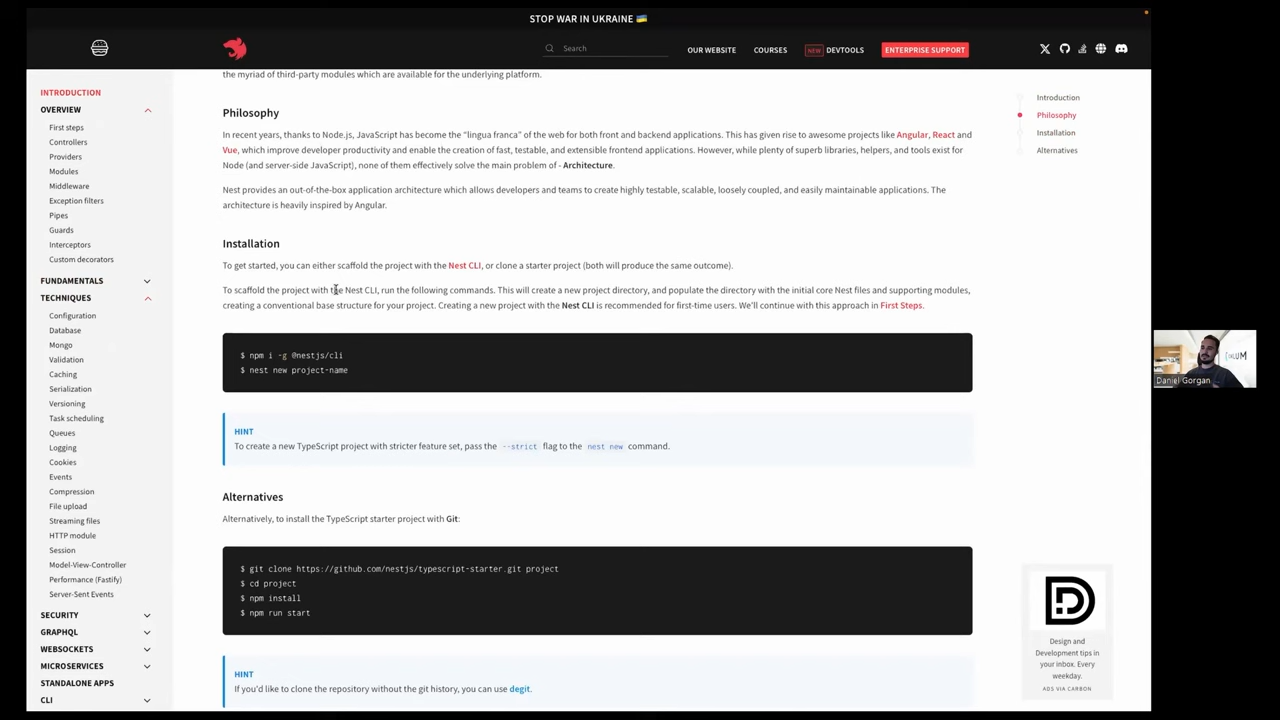 STOP WAR IN UKRAINE 🇺🇦
Search
OUR WEBSITE
COURSES
NEW
DEVTOOLS
ENTERPRISE SUPPORT
INTRODUCTION
OVERVIEW
First steps
Controllers
Providers
Modules
Middleware
Exception filters
Pipes
Guards
Interceptors
Custom decorators
FUNDAMENTALS
TECHNIQUES
Configuration
Database
Mongo
Validation
Caching
Serialization
Versioning
Task scheduling
Queues
Logging
Cookies
Events
Compression
File upload
Streaming files
HTTP module
Session
Model-View-Controller
Performance (Fastify)
Server-Sent Events
SECURITY
GRAPHQL
WEBSOCKETS
MICROSERVICES
STANDALONE APPS
CLI
the myriad of third-party modules which are available for the underlying platform.
Philosophy
In recent years, thanks to Node.js, JavaScript has become the “lingua franca” of the web for both front and backend applications. This has given rise to awesome projects like Angular, React and
Vue, which improve developer productivity and enable the creation of fast, testable, and extensible frontend applications. However, while plenty of superb libraries, helpers, and tools exist for
Node (and server-side JavaScript), none of them effectively solve the main problem of - Architecture.
Nest provides an out-of-the-box application architecture which allows developers and teams to create highly testable, scalable, loosely coupled, and easily maintainable applications. The
architecture is heavily inspired by Angular.
Installation
To get started, you can either scaffold the project with the Nest CLI, or clone a starter project (both will produce the same outcome).
To scaffold the project with the Nest CLI, run the following commands. This will create a new project directory, and populate the directory with the initial core Nest files and supporting modules,
creating a conventional base structure for your project. Creating a new project with the Nest CLI is recommended for first-time users. We'll continue with this approach in First Steps.
$ npm i -g @nestjs/cli
$ nest new project-name
HINT
To create a new TypeScript project with stricter feature set, pass the --strict flag to the nest new command.
Alternatives
Alternatively, to install the TypeScript starter project with Git:
$ git clone https://github.com/nestjs/typescript-starter.git project
$ cd project
$ npm install
$ npm run start
HINT
If you'd like to clone the repository without the git history, you can use degit.
Introduction
Philosophy
Installation
Alternatives
Design and
Development tips in
your inbox. Every
weekday.
ADS VIA CARBON
Daniel Gorgan